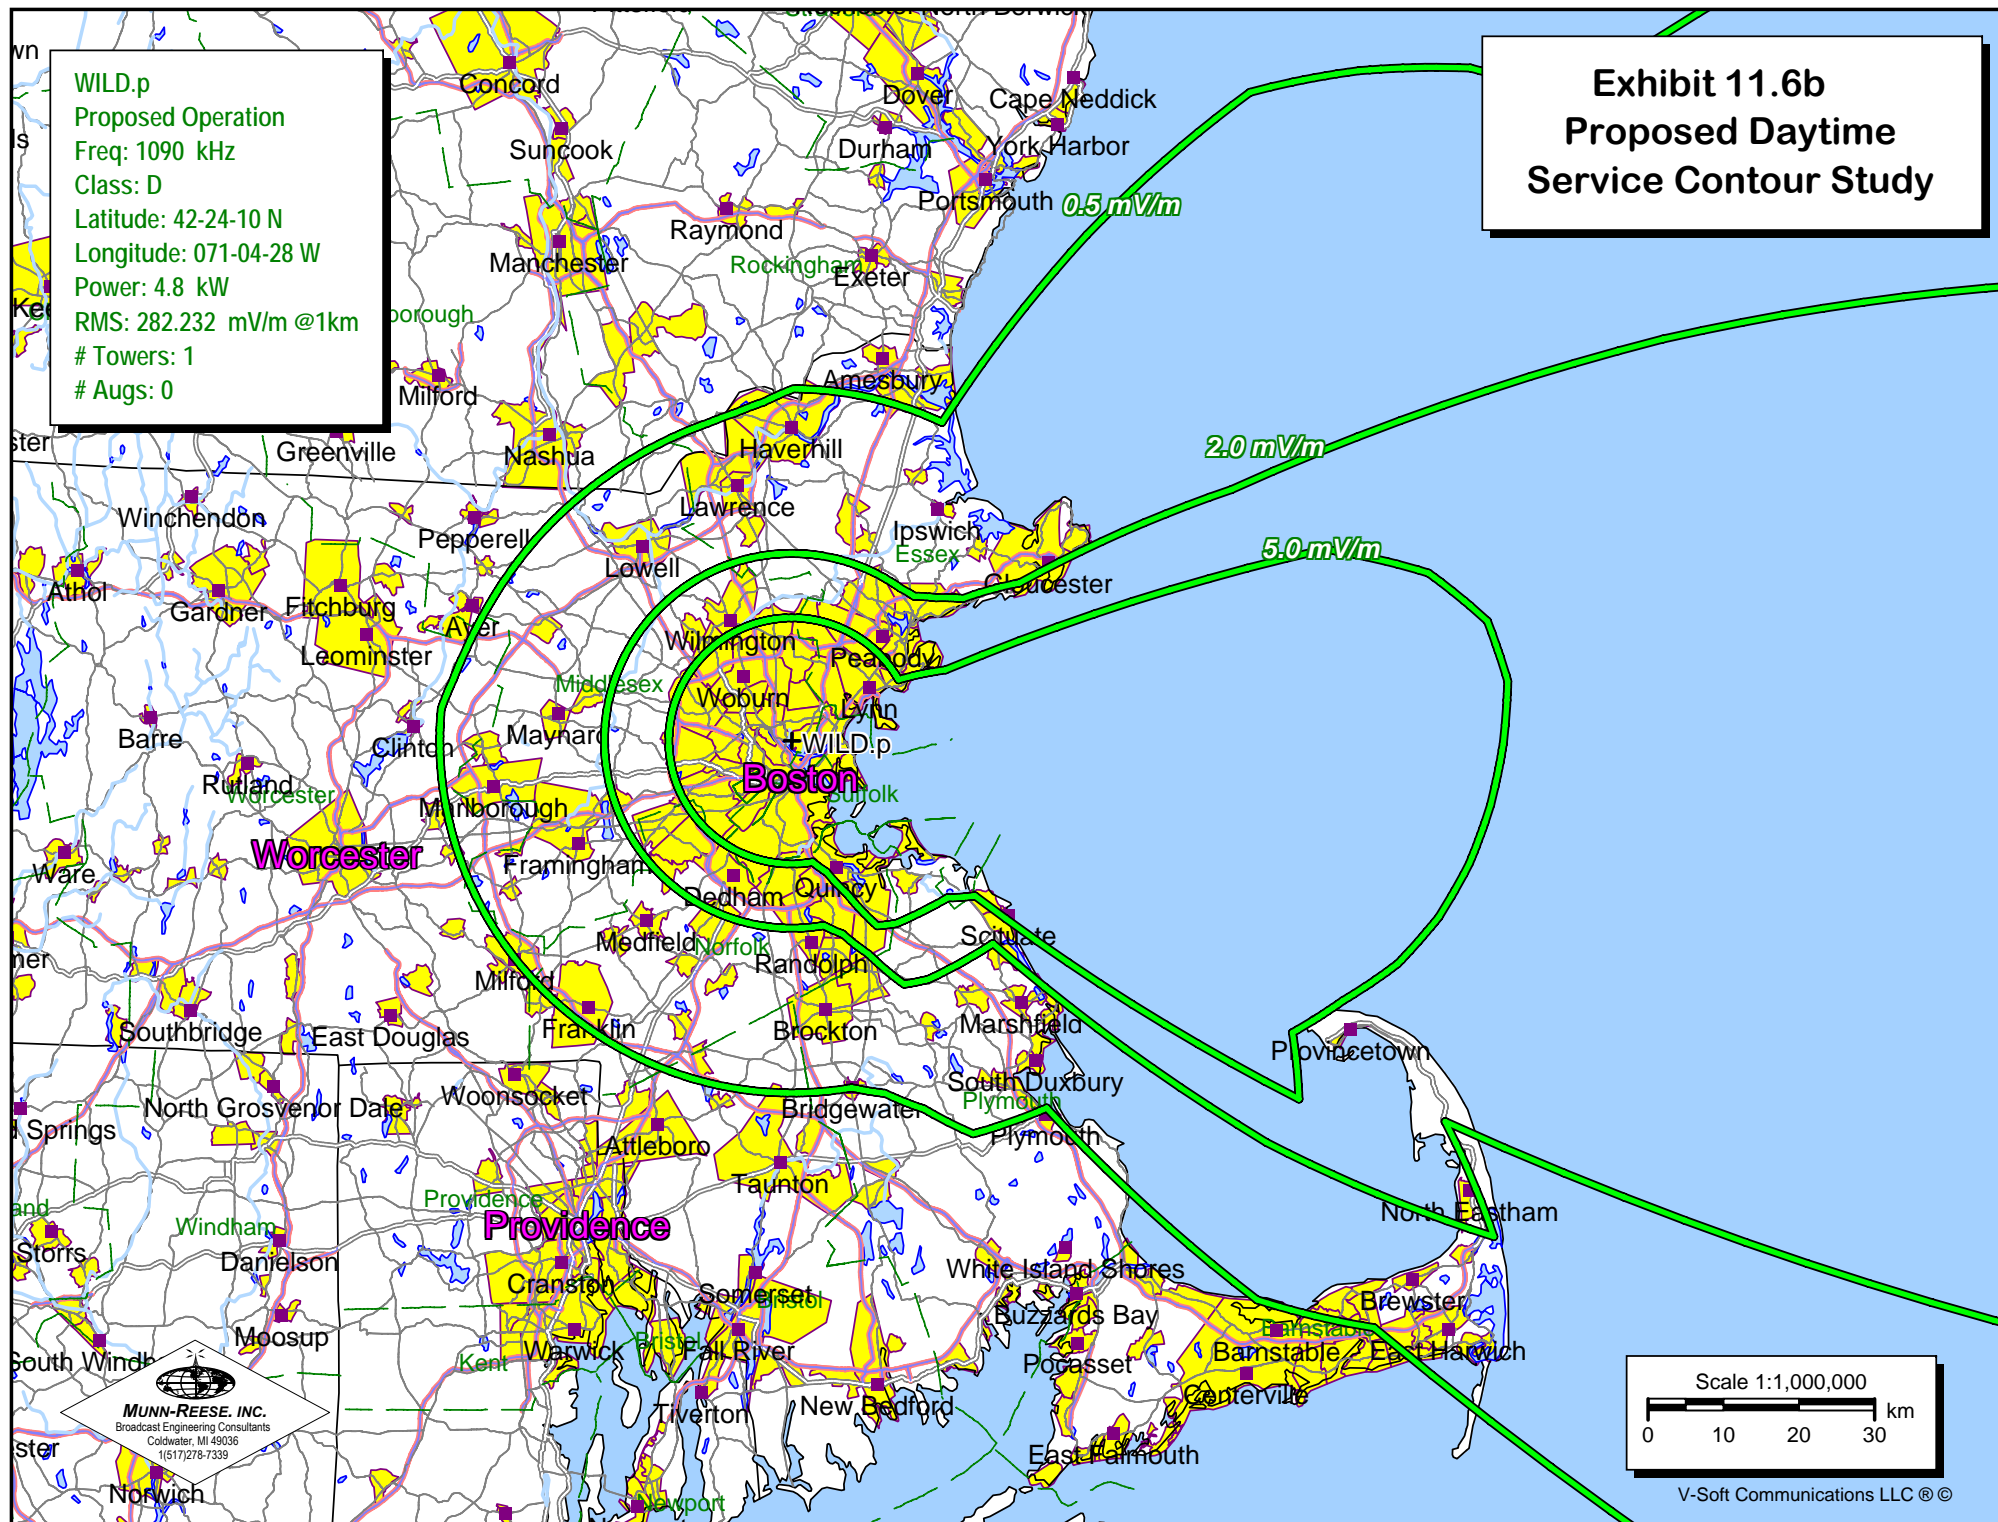 WILD.p
Proposed Operation
Freq: 1090 kHz
Class: D
Latitude: 42-24-10 N
Longitude: 071-04-28 W
Power: 4.8 kW
RMS: 282.232 mV/m @1km
# Towers: 1
# Augs: 0
Exhibit 11.6b
Proposed Daytime
Service Contour Study
Concord
Suncook
Dover
Cape Neddick
Durham
York Harbor
Portsmouth
0.5 mV/m
Raymond
Manchester
Rockingham
Exeter
Milford
Amesbury
Greenville
Nashua
Haverhill
2.0 mV/m
Winchendon
Lawrence
Pepperell
Ipswich
Essex
5.0 mV/m
Lowell
Gloucester
Athol
Gardner
Fitchburg
Ayer
Leominster
Wilmington
Peabody
Middlesex
Woburn
Lynn
Barre
Clinton
Maynard
WILD.p
Rutland
Worcester
Boston
Suffolk
Marlborough
Worcester
Framingham
Ware
Dedham
Quincy
Medfield
Norfolk
Scituate
Randolph
Milford
Southbridge
East Douglas
Franklin
Brockton
Marshfield
Provincetown
South Duxbury
Plymouth
North Grosvenor Dale
Woonsocket
Bridgewater
Springs
Plymouth
Attleboro
Taunton
Providence
Windham
Providence
North Eastham
Storrs
Danielson
Cranston
Somerset
Bristol
White Island Shores
Brewster
Buzzards Bay
Moosup
Warwick
Bristol
Fall River
Barnstable
Barnstable
East Harwich
Kent
Pocasset
South Windh
Centerville
Tiverton
New Bedford
East Falmouth
Norwich
Newport
MUNN-REESE. INC.
Broadcast Engineering Consultants
Coldwater, MI 49036
1(517)278-7339
Scale 1:1,000,000
km
0 10 20 30
V-Soft Communications LLC ® ©